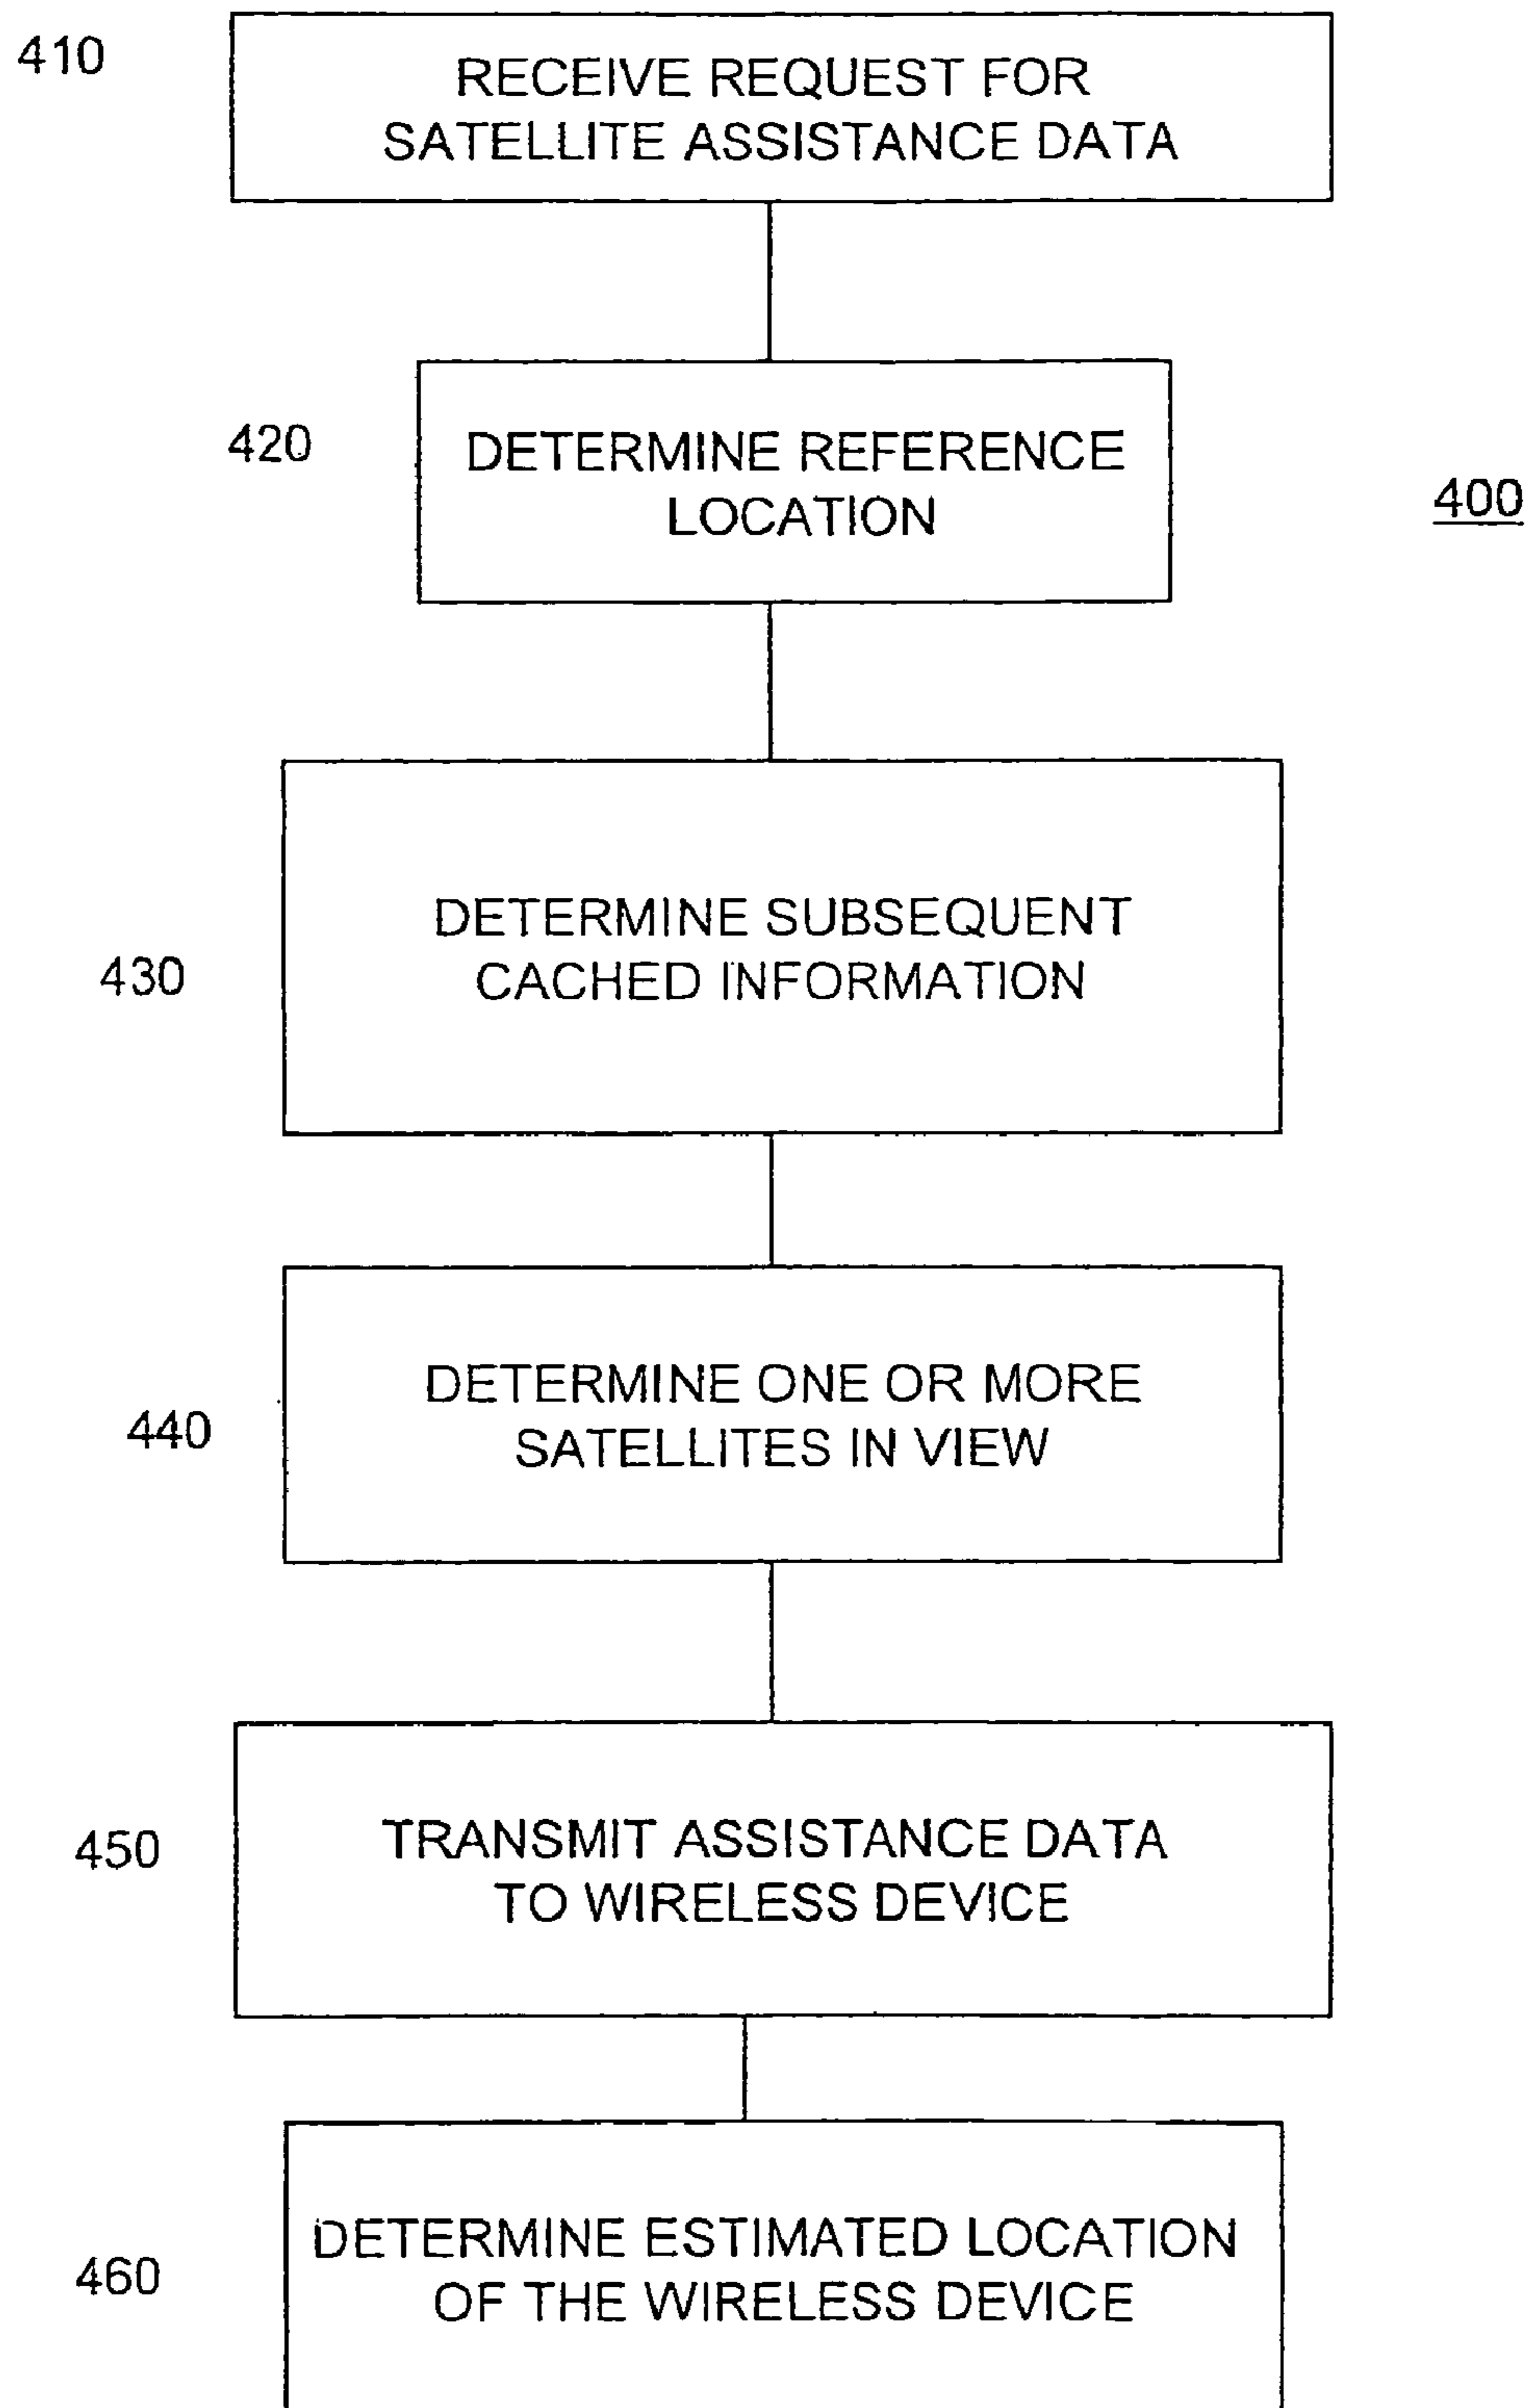 410
RECEIVE REQUEST FOR
SATELLITE ASSISTANCE DATA
420
DETERMINE REFERENCE
LOCATION
400
430
DETERMINE SUBSEQUENT
CACHED INFORMATION
440
DETERMINE ONE OR MORE
SATELLITES IN VIEW
450
TRANSMIT ASSISTANCE DATA
TO WIRELESS DEVICE
460
DETERMINE ESTIMATED LOCATION
OF THE WIRELESS DEVICE